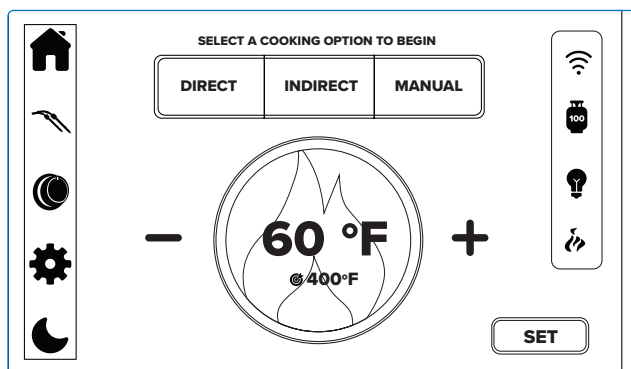 SELECT A COOKING OPTION TO BEGIN
DIRECT INDIRECT MANUAL
100
60 °F
400°F
SET